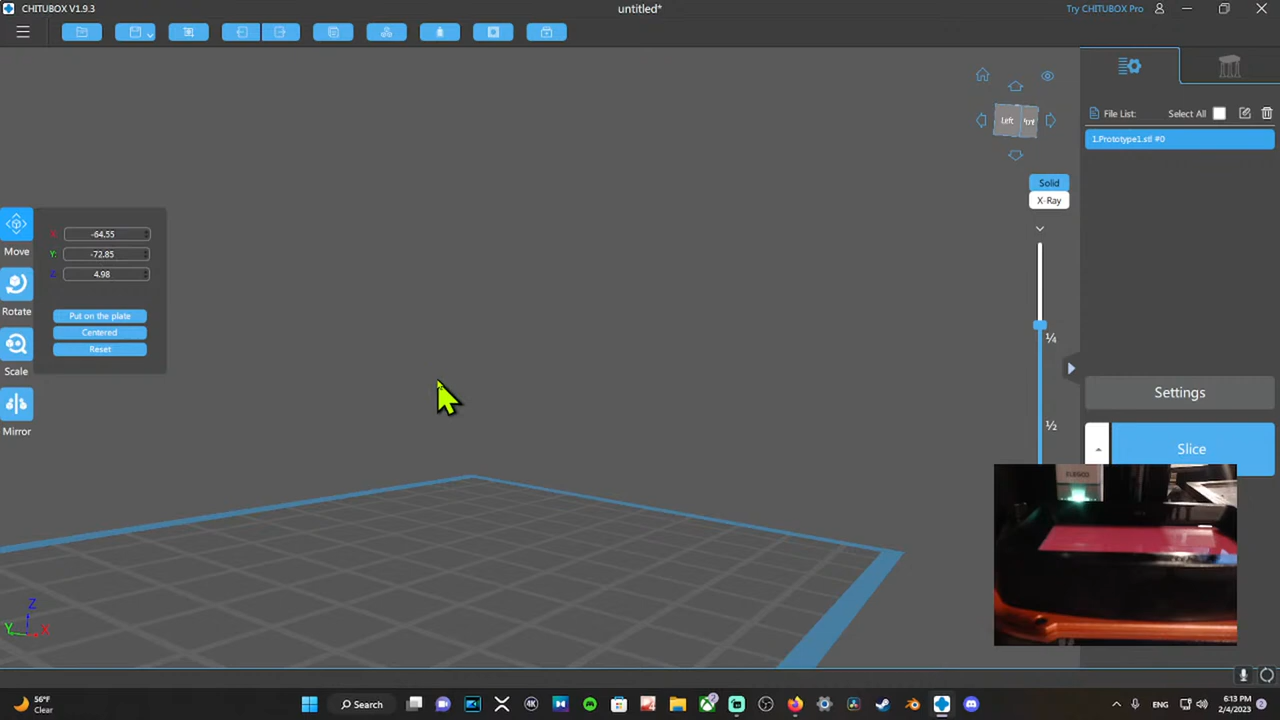 CHITUBOX V1.9.3
untitled*
Try CHITUBOX Pro
File List:
Select All
1.Prototype1.stl #0
Left
Solid
X-Ray
Move
X: -64.55
Y: -72.85
Z: 4.98
Put on the plate
Centered
Reset
Rotate
Scale
Mirror
¼
½
Settings
Slice
ELEGOO
Z
Y
X
56°F
Clear
Search
ENG
6:13 PM
2/4/2023